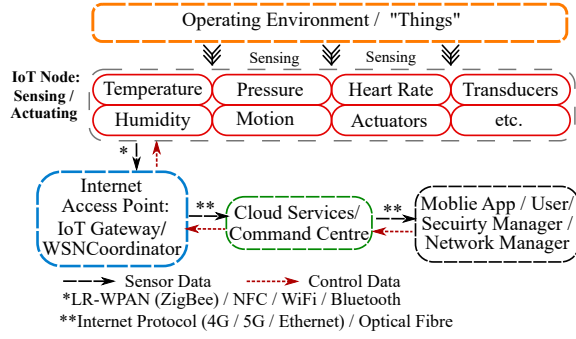 Operating Environment / "Things"
Sensing Sensing
IoT Node:
Sensing /
Actuating
Temperature Pressure Heart Rate Transducers
Humidity Motion Actuators etc.
*
Internet
Access Point:
IoT Gateway/
WSNCoordinator
**
Cloud Services/
Command Centre
**
Moblie App / User/
Secuirty Manager /
Network Manager
Sensor Data Control Data
*LR-WPAN (ZigBee) / NFC / WiFi / Bluetooth
**Internet Protocol (4G / 5G / Ethernet) / Optical Fibre